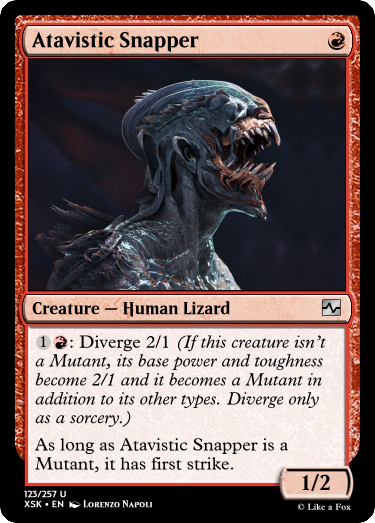 Atavistic Snapper
Creature — Human Lizard
1 : Diverge 2/1 (If this creature isn't
a Mutant, its base power and toughness
become 2/1 and it becomes a Mutant in
addition to its other types. Diverge only
as a sorcery.)
As long as Atavistic Snapper is a
Mutant, it has first strike.
1/2
123/257 U
XSK • EN Lorenzo Napoli
© Like a Fox